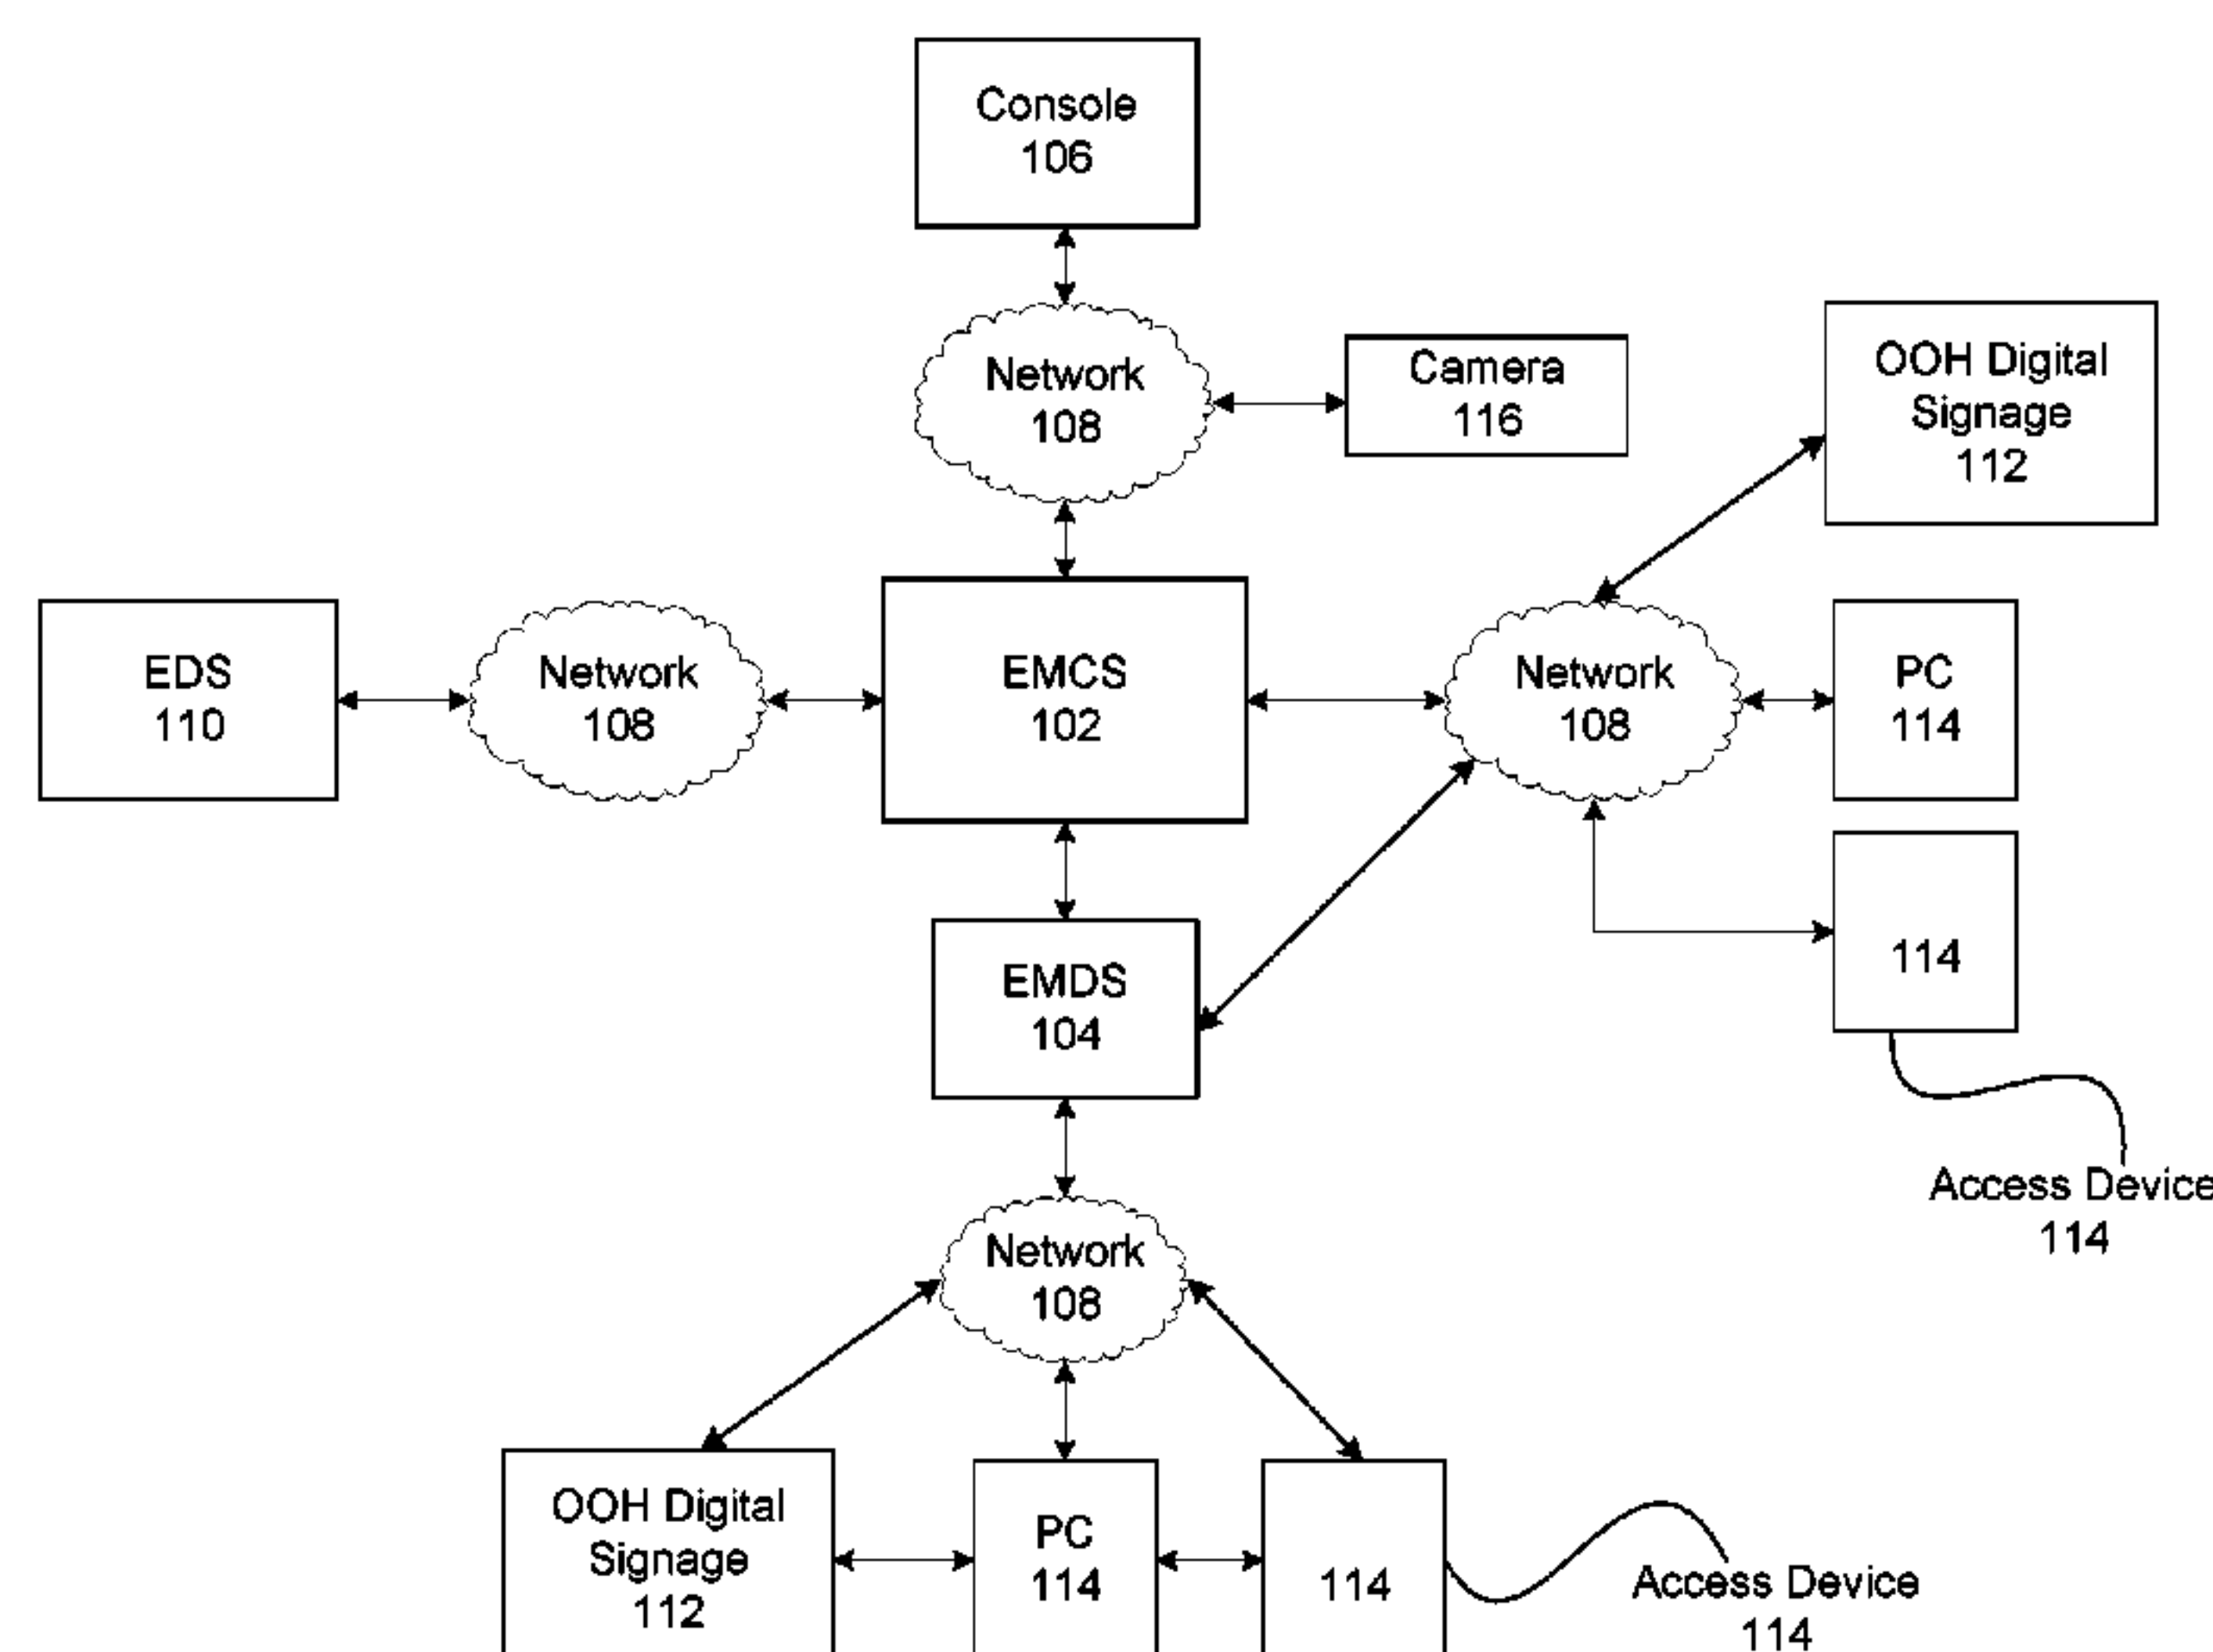 Console
106
Network
108
Camera
116
OOH Digital
Signage
112
EDS
110
Network
108
EMCS
102
Network
108
PC
114
114
Access Device
114
EMDS
104
Network
108
OOH Digital
Signage
112
PC
114
114
Access Device
114